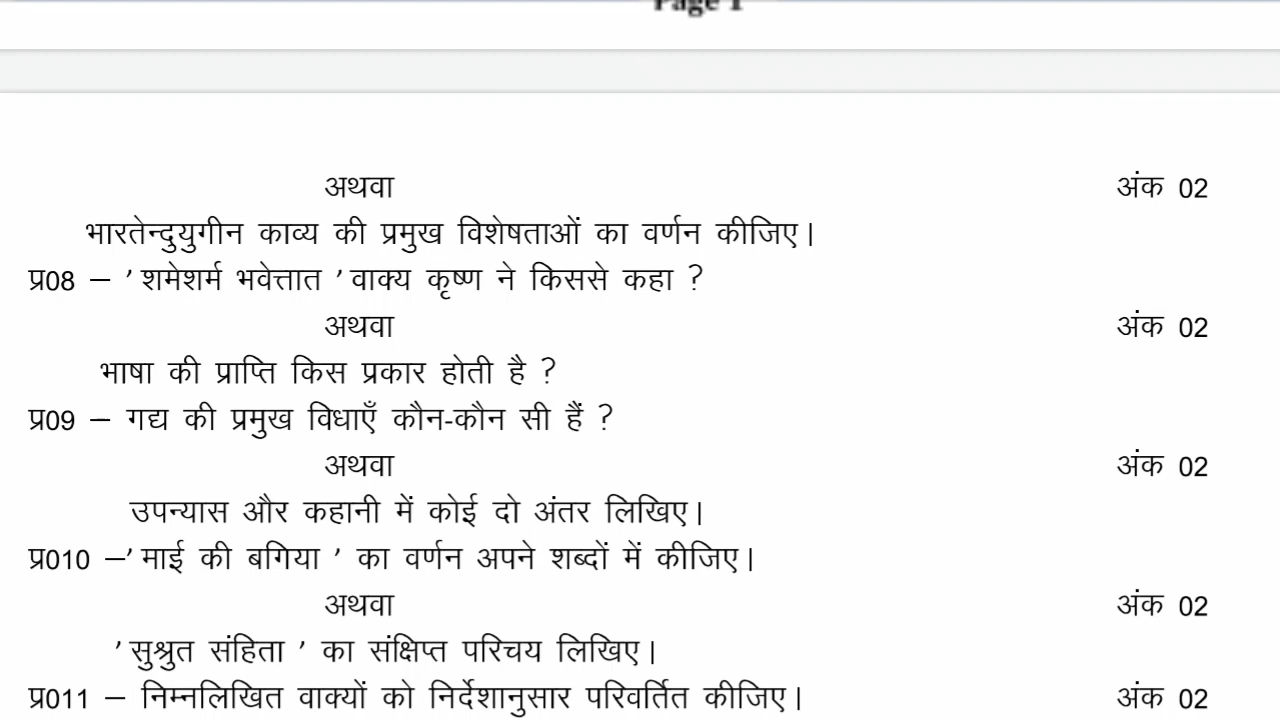 Page 1
अथवा अंक 02
भारतेन्दुयुगीन काव्य की प्रमुख विशेषताओं का वर्णन कीजिए।
प्र08 – ’ शमेशर्म भवेत्तात ’ वाक्य कृष्ण ने किससे कहा ?
अथवा अंक 02
भाषा की प्राप्ति किस प्रकार होती है ?
प्र09 – गद्य की प्रमुख विधाएँ कौन-कौन सी हैं ?
अथवा अंक 02
उपन्यास और कहानी में कोई दो अंतर लिखिए।
प्र010 –’ माई की बगिया ’ का वर्णन अपने शब्दों में कीजिए।
अथवा अंक 02
’ सुश्रुत संहिता ’ का संक्षिप्त परिचय लिखिए।
प्र011 – निम्नलिखित वाक्यों को निर्देशानुसार परिवर्तित कीजिए। अंक 02